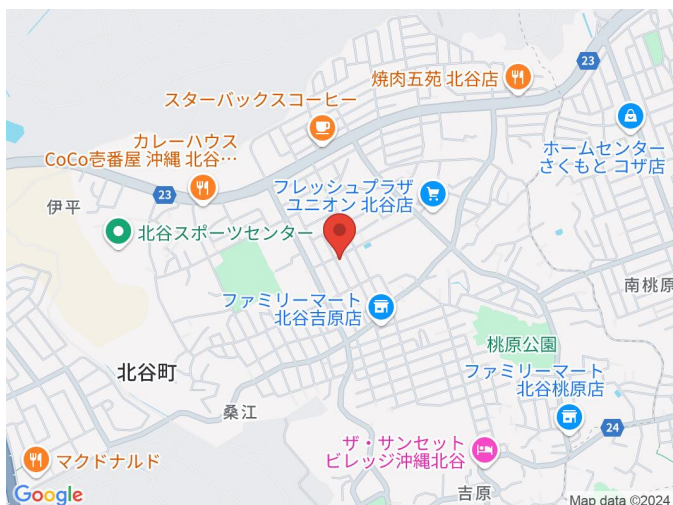 23
焼肉五苑 北谷店
スターバックスコーヒー
カレーハウス
CoCo壱番屋 沖縄 北谷…
ホームセンター
さくもと コザ店
23
フレッシュプラザ
ユニオン 北谷店
伊平
北谷スポーツセンター
南桃原
ファミリーマート
北谷吉原店
桃原公園
北谷町
ファミリーマート
北谷桃原店
桑江
24
ザ・サンセット
ビレッジ沖縄北谷
マクドナルド
吉原
Google
Map data ©2024